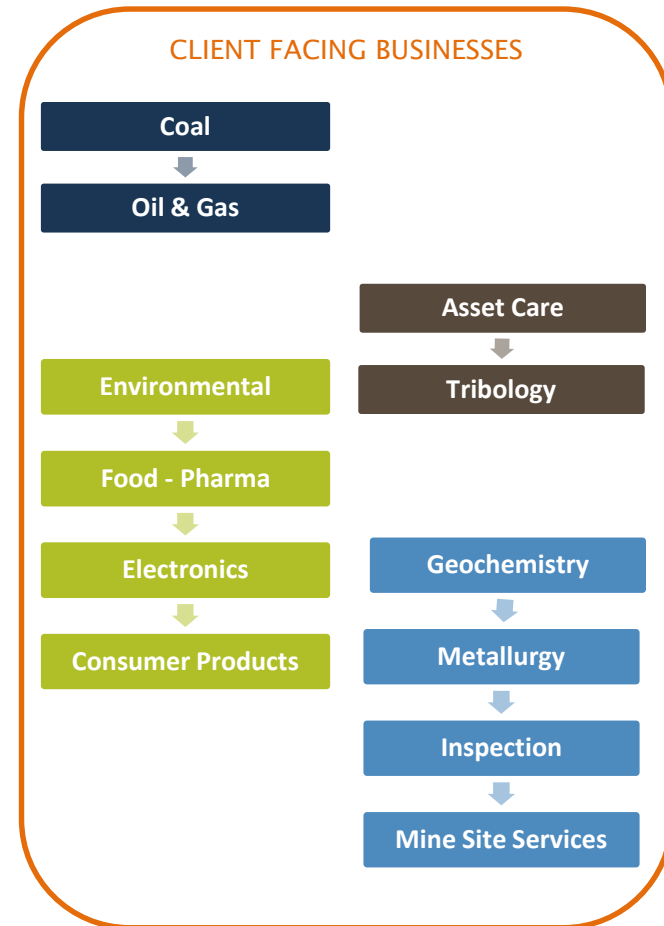 CLIENT FACING BUSINESSES
Coal
Oil & Gas
Asset Care
Tribology
Environmental
Food - Pharma
Electronics
Consumer Products
Geochemistry
Metallurgy
Inspection
Mine Site Services